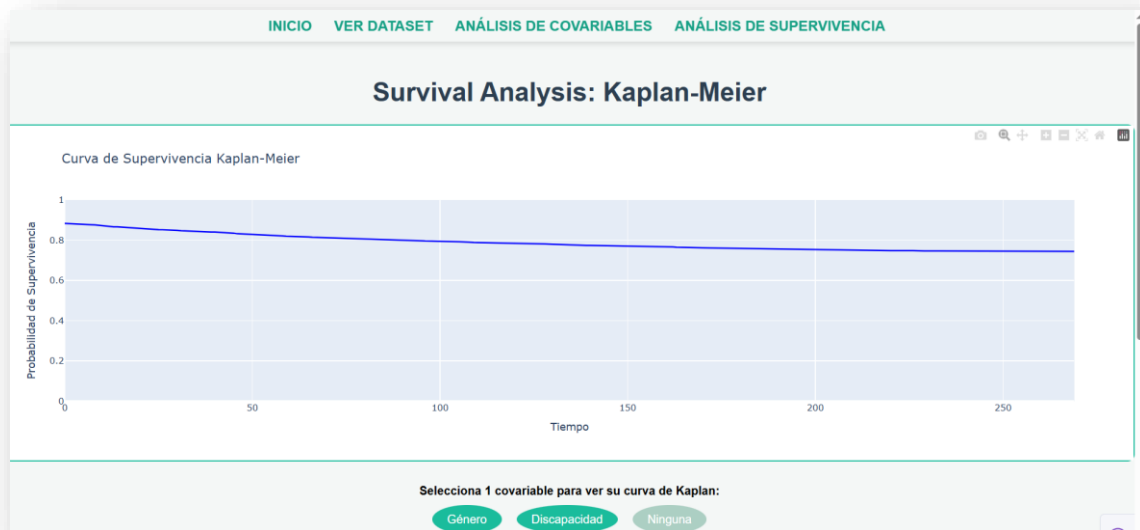 INICIO VER DATASET ANÁLISIS DE COVARIABLES ANÁLISIS DE SUPERVIVENCIA
Survival Analysis: Kaplan-Meier
Curva de Supervivencia Kaplan-Meier
Probabilidad de Supervivencia
1
0.8
0.6
0.4
0.2
0
0 50 100 150 200 250
Tiempo
Selecciona 1 covariable para ver su curva de Kaplan:
Género Discapacidad Ninguna